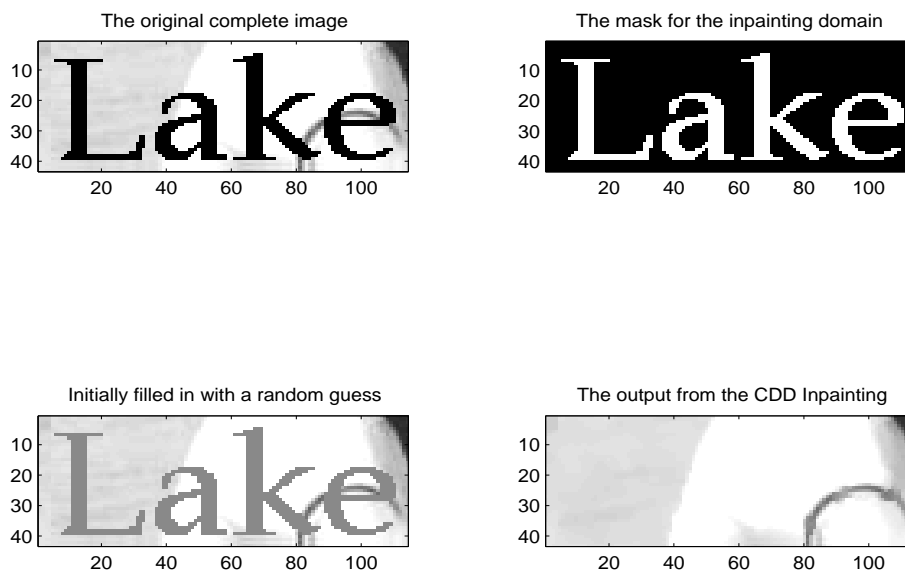 The original complete image
Lake
10
20
30
40
20 40 60 80 100
The mask for the inpainting domain
Lake
10
20
30
40
20 40 60 80 100
Initially filled in with a random guess
Lake
10
20
30
40
20 40 60 80 100
The output from the CDD Inpainting
10
20
30
40
20 40 60 80 100